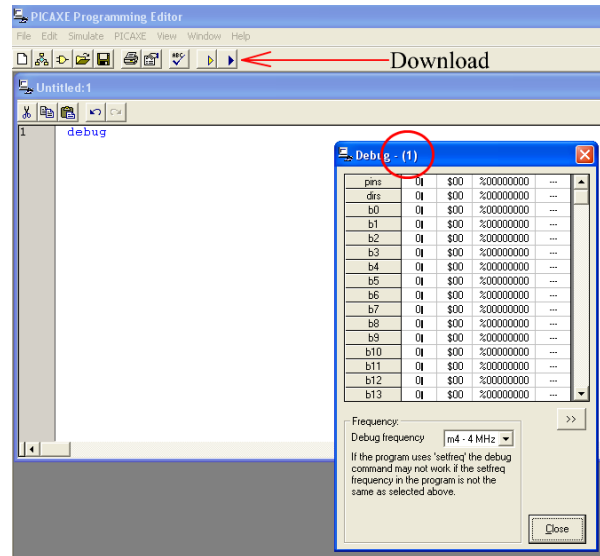 PICAXE Programming Editor
File Edit Simulate PICAXE View Window Help
ABC
Download
Untitled:1
1 debug
Debug - (1)
pins 0 $00 %00000000 ---
dirs 0 $00 %00000000 ---
b0 0 $00 %00000000 ---
b1 0 $00 %00000000 ---
b2 0 $00 %00000000 ---
b3 0 $00 %00000000 ---
b4 0 $00 %00000000 ---
b5 0 $00 %00000000 ---
b6 0 $00 %00000000 ---
b7 0 $00 %00000000 ---
b8 0 $00 %00000000 ---
b9 0 $00 %00000000 ---
b10 0 $00 %00000000 ---
b11 0 $00 %00000000 ---
b12 0 $00 %00000000 ---
b13 0 $00 %00000000 ---
>>
Frequency:
Debug frequency m4 - 4 MHz
If the program uses 'setfreq' the debug
command may not work if the setfreq
frequency in the program is not the
same as selected above.
Close